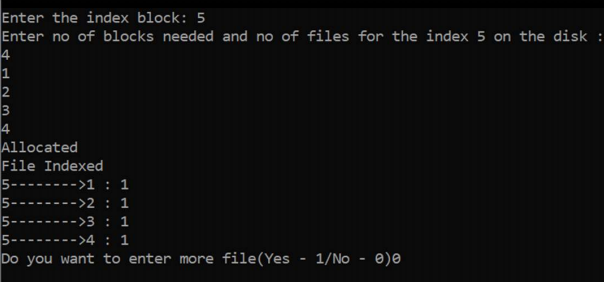 Enter the index block: 5
Enter no of blocks needed and no of files for the index 5 on the disk :
4
1
2
3
4
Allocated
File Indexed
5-------->1 : 1
5-------->2 : 1
5-------->3 : 1
5-------->4 : 1
Do you want to enter more file(Yes - 1/No - 0)0